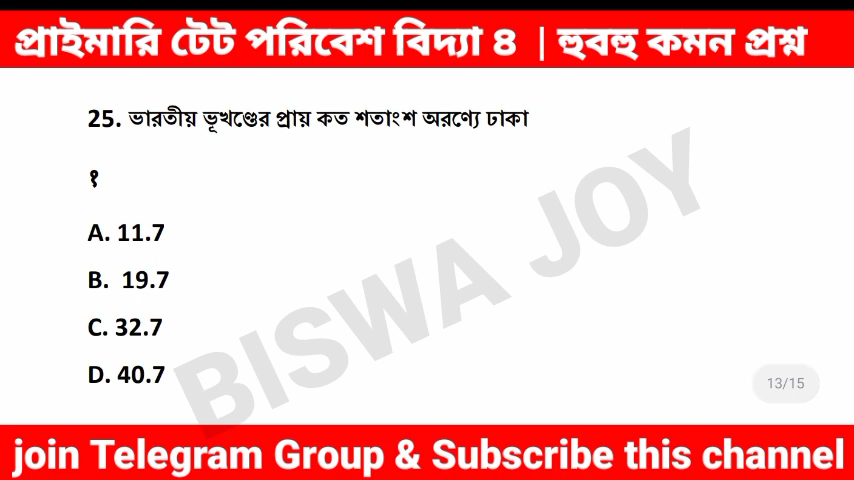 প্রাইমারি টেট পরিবেশ বিদ্যা ৪ | হুবহু কমন প্রশ্ন
25. ভারতীয় ভূখণ্ডের প্রায় কত শতাংশ অরণ্যে ঢাকা
?
A. 11.7
B. 19.7
C. 32.7
D. 40.7
BISWA JOY
13/15
join Telegram Group & Subscribe this channel